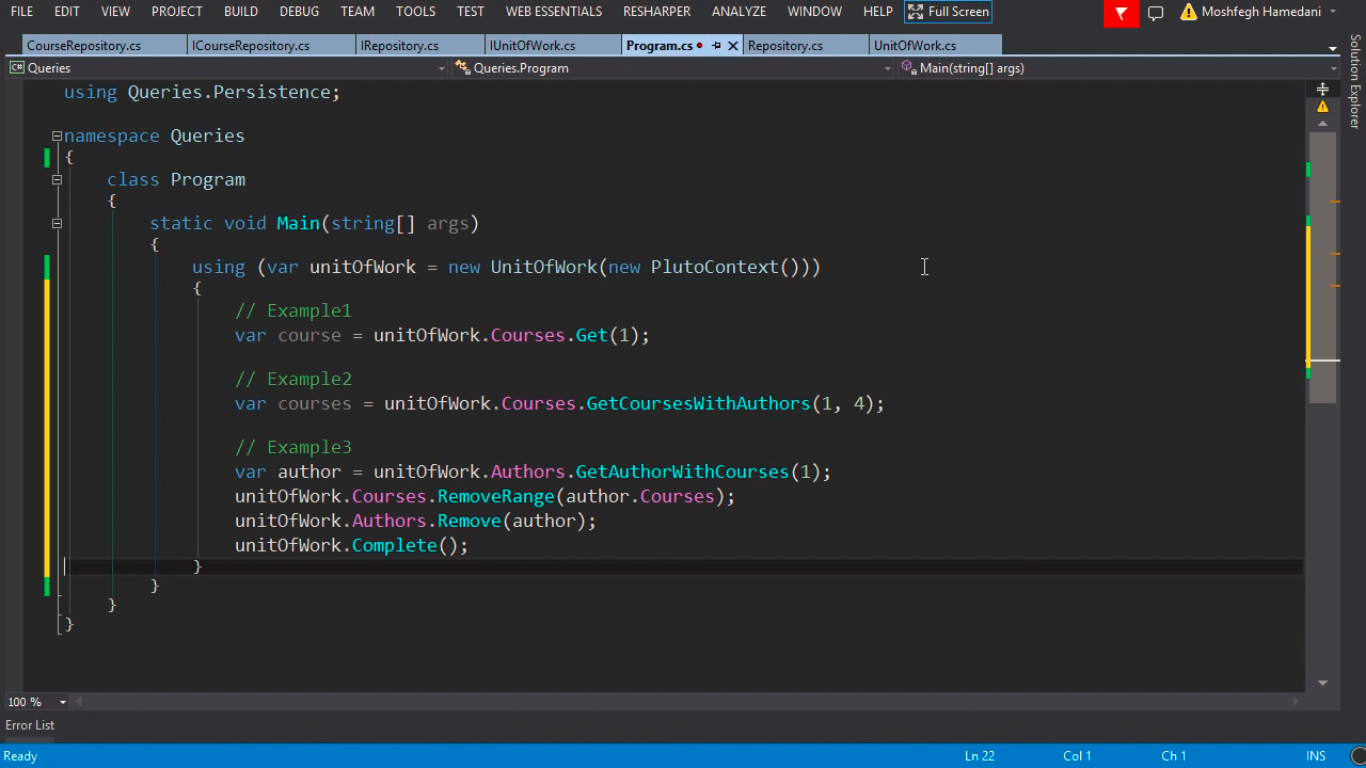 FILE EDIT VIEW PROJECT BUILD DEBUG TEAM TOOLS TEST WEB ESSENTIALS RESHARPER ANALYZE WINDOW HELP Full Screen Moshfegh Hamedani
CourseRepository.cs ICourseRepository.cs IRepository.cs IUnitOfWork.cs Program.cs Repository.cs UnitOfWork.cs
C# Queries Queries.Program Main(string[] args)
Solution Explorer
using Queries.Persistence;
namespace Queries
{
class Program
{
static void Main(string[] args)
{
using (var unitOfWork = new UnitOfWork(new PlutoContext()))
{
// Example1
var course = unitOfWork.Courses.Get(1);
// Example2
var courses = unitOfWork.Courses.GetCoursesWithAuthors(1, 4);
// Example3
var author = unitOfWork.Authors.GetAuthorWithCourses(1);
unitOfWork.Courses.RemoveRange(author.Courses);
unitOfWork.Authors.Remove(author);
unitOfWork.Complete();
}
}
}
}
100 %
Error List
Ready Ln 22 Col 1 Ch 1 INS